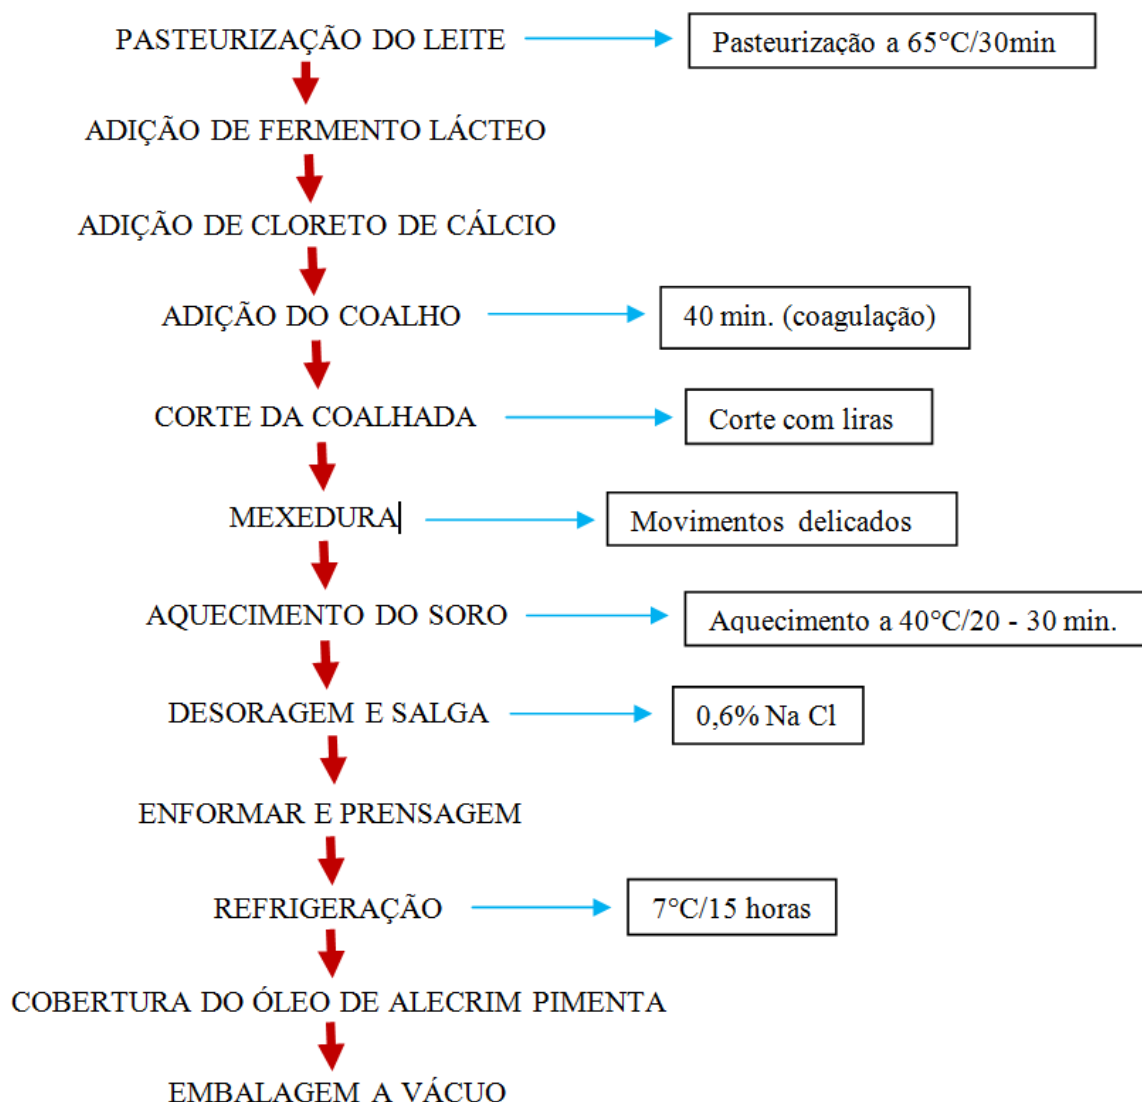 PASTEURIZAÇÃO DO LEITE
Pasteurização a 65°C/30min
ADIÇÃO DE FERMENTO LÁCTEO
ADIÇÃO DE CLORETO DE CÁLCIO
ADIÇÃO DO COALHO
40 min. (coagulação)
CORTE DA COALHADA
Corte com liras
MEXEDURA
Movimentos delicados
AQUECIMENTO DO SORO
Aquecimento a 40°C/20 - 30 min.
DESORAGEM E SALGA
0,6% Na Cl
ENFORMAR E PRENSAGEM
REFRIGERAÇÃO
7°C/15 horas
COBERTURA DO ÓLEO DE ALECRIM PIMENTA
EMBALAGEM A VÁCUO